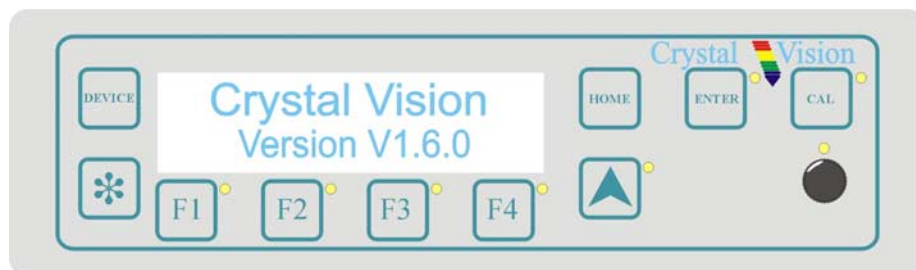 Crystal Vision
DEVICE
Crystal Vision
Version V1.6.0
HOME
ENTER
CAL
F1
F2
F3
F4